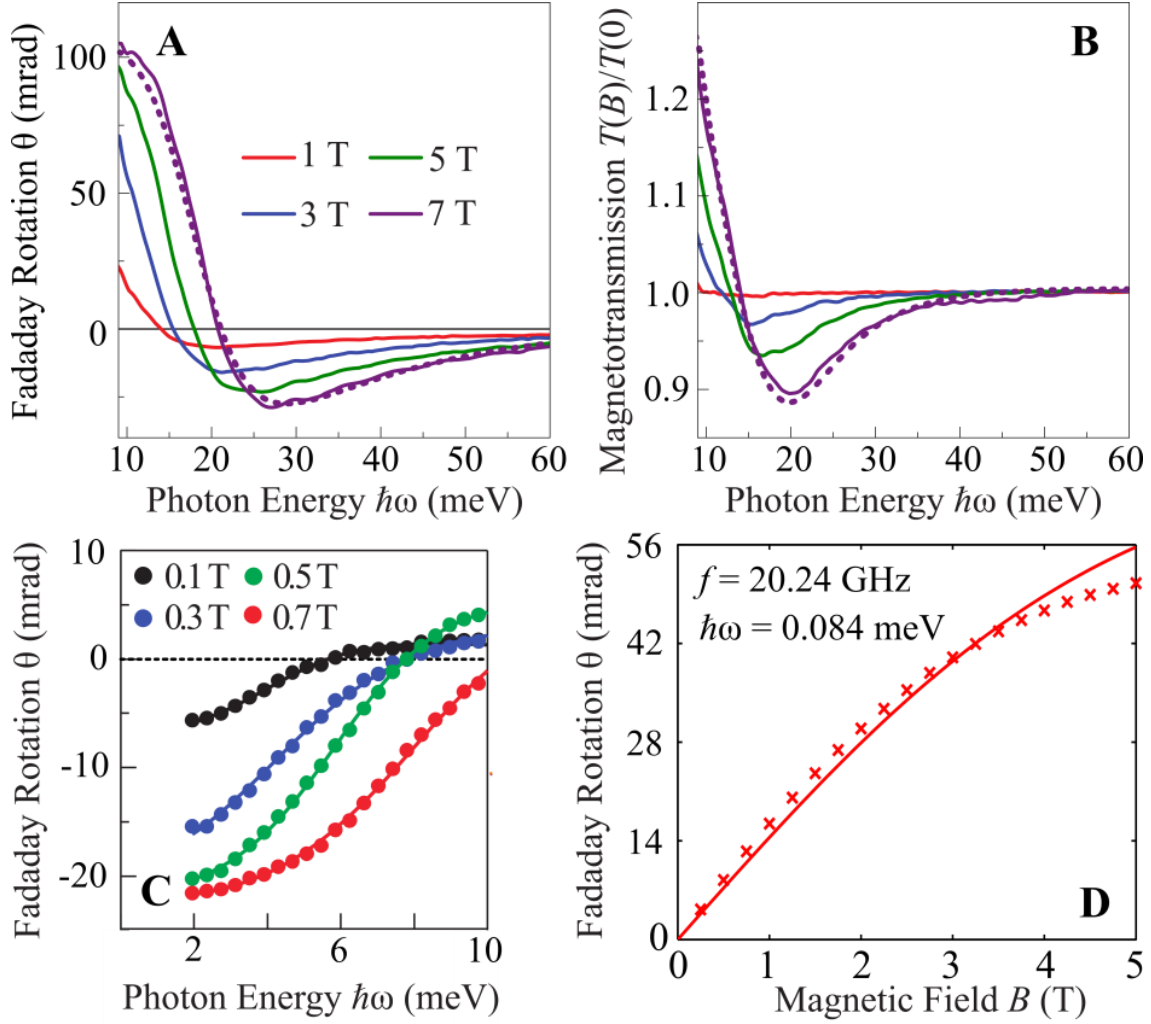 A
Fadaday Rotation θ (mrad)
100
50
0
1 T
5 T
3 T
7 T
10 20 30 40 50 60
Photon Energy ħω (meV)
B
Magnetotransmission T(B)/T(0)
1.2
1.1
1.0
0.9
10 20 30 40 50 60
Photon Energy ħω (meV)
C
Fadaday Rotation θ (mrad)
10
0
-10
-20
0.1 T
0.5 T
0.3 T
0.7 T
2 6 10
Photon Energy ħω (meV)
D
Fadaday Rotation θ (mrad)
56
42
28
14
0
f = 20.24 GHz
ħω = 0.084 meV
0 1 2 3 4 5
Magnetic Field B (T)